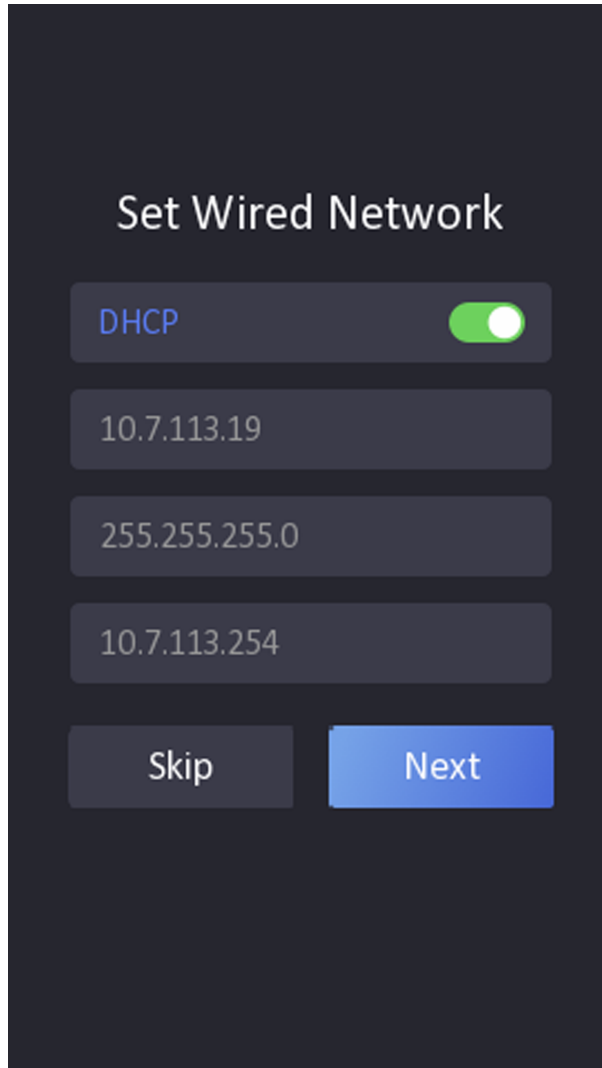 Set Wired Network
DHCP
10.7.113.19
255.255.255.0
10.7.113.254
Skip
Next